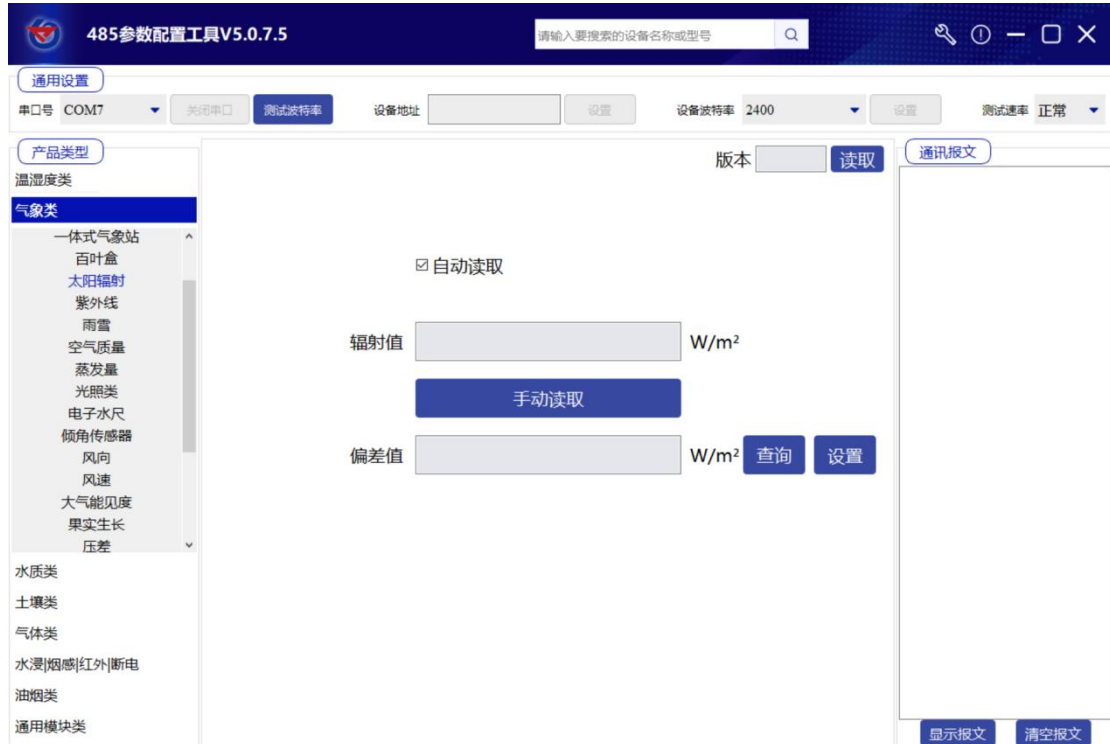 485参数配置工具V5.0.7.5
请输入要搜索的设备名称或型号
通用设置
串口号 COM7 关闭串口 测试波特率 设备地址 设置 设备波特率 2400 设置 测试速率 正常
产品类型
温湿度类
气象类
一体式气象站
百叶盒
太阳辐射
紫外线
雨雪
空气质量
蒸发量
光照类
电子水尺
倾角传感器
风向
风速
大气能见度
果实生长
压差
水质类
土壤类
气体类
水浸|烟感|红外|断电
油烟类
通用模块类
版本 读取
自动读取
辐射值 W/m²
手动读取
偏差值 W/m² 查询 设置
通讯报文
显示报文 清空报文